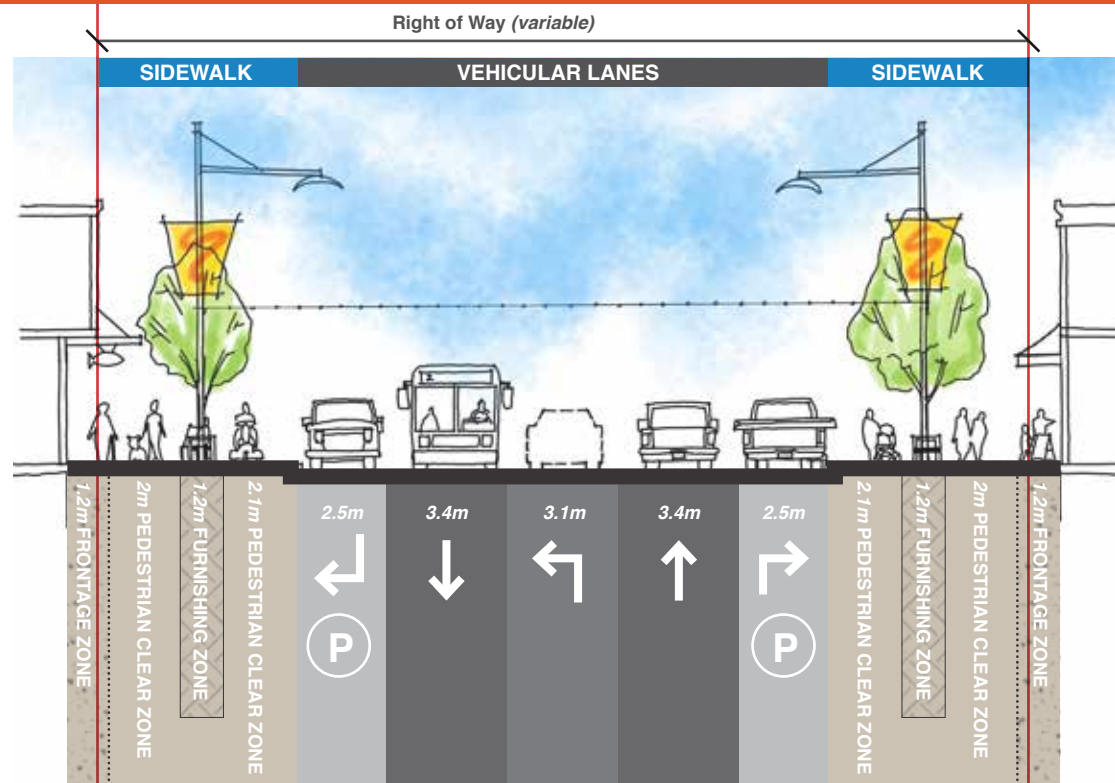 Right of Way (variable)
SIDEWALK
VEHICULAR LANES
SIDEWALK
1.2m FRONTAGE ZONE
2m PEDESTRIAN CLEAR ZONE
1.2m FURNISHING ZONE
2.1m PEDESTRIAN CLEAR ZONE
2.5m
3.4m
3.1m
3.4m
2.5m
P
P
2.1m PEDESTRIAN CLEAR ZONE
1.2m FURNISHING ZONE
2m PEDESTRIAN CLEAR ZONE
1.2m FRONTAGE ZONE